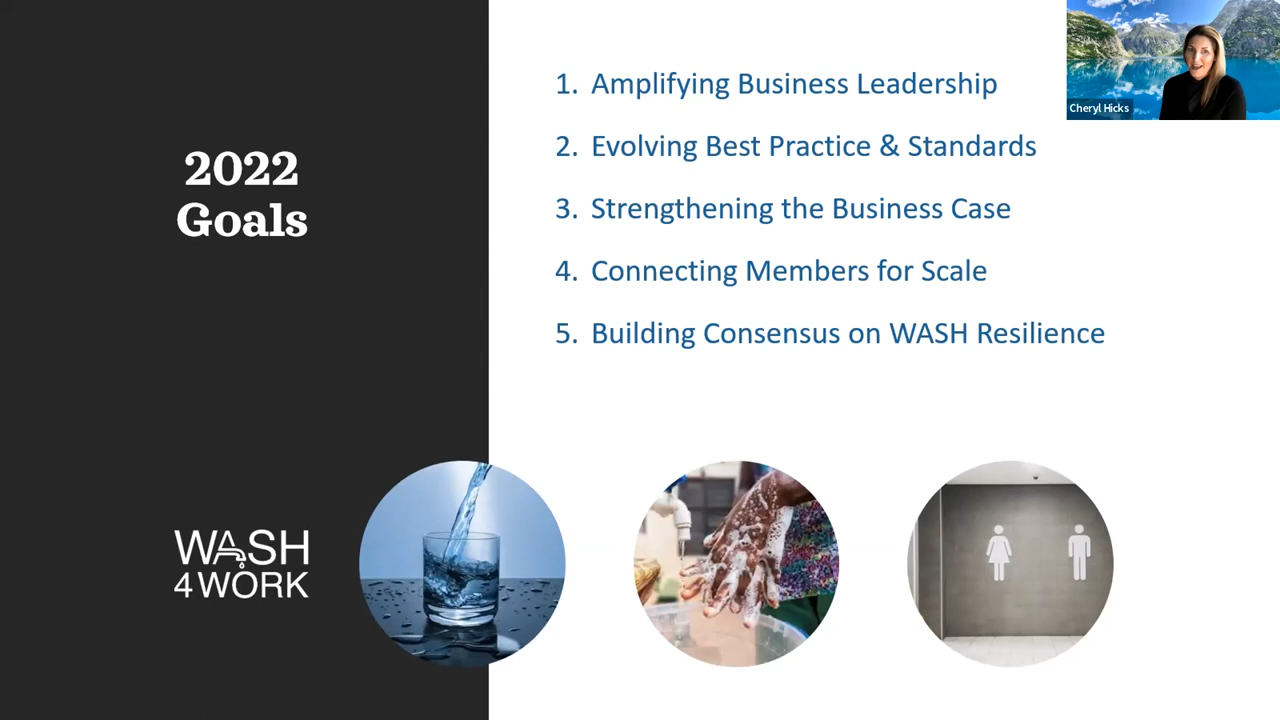 2022
Goals
1. Amplifying Business Leadership
2. Evolving Best Practice & Standards
3. Strengthening the Business Case
4. Connecting Members for Scale
5. Building Consensus on WASH Resilience
Cheryl Hicks
WASH
4WORK